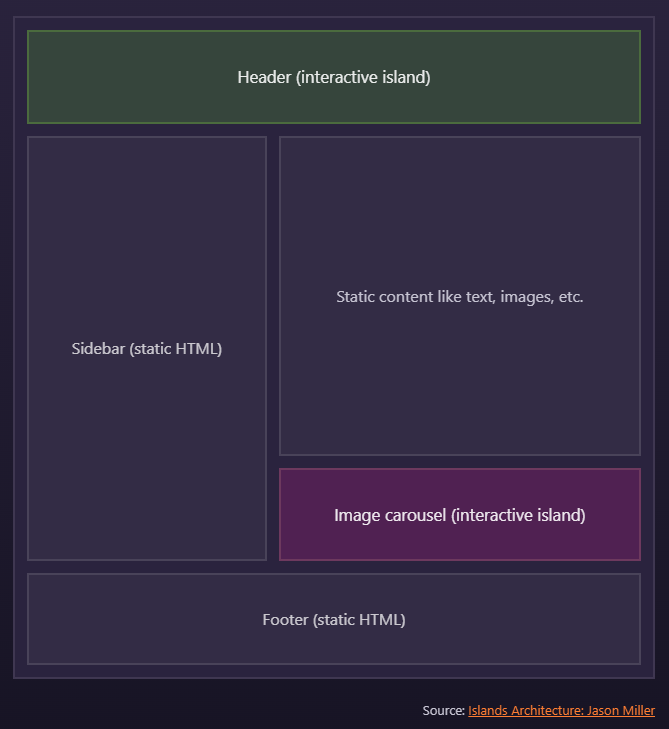 Header (interactive island)
Sidebar (static HTML)
Static content like text, images, etc.
Image carousel (interactive island)
Footer (static HTML)
Source: Islands Architecture: Jason Miller